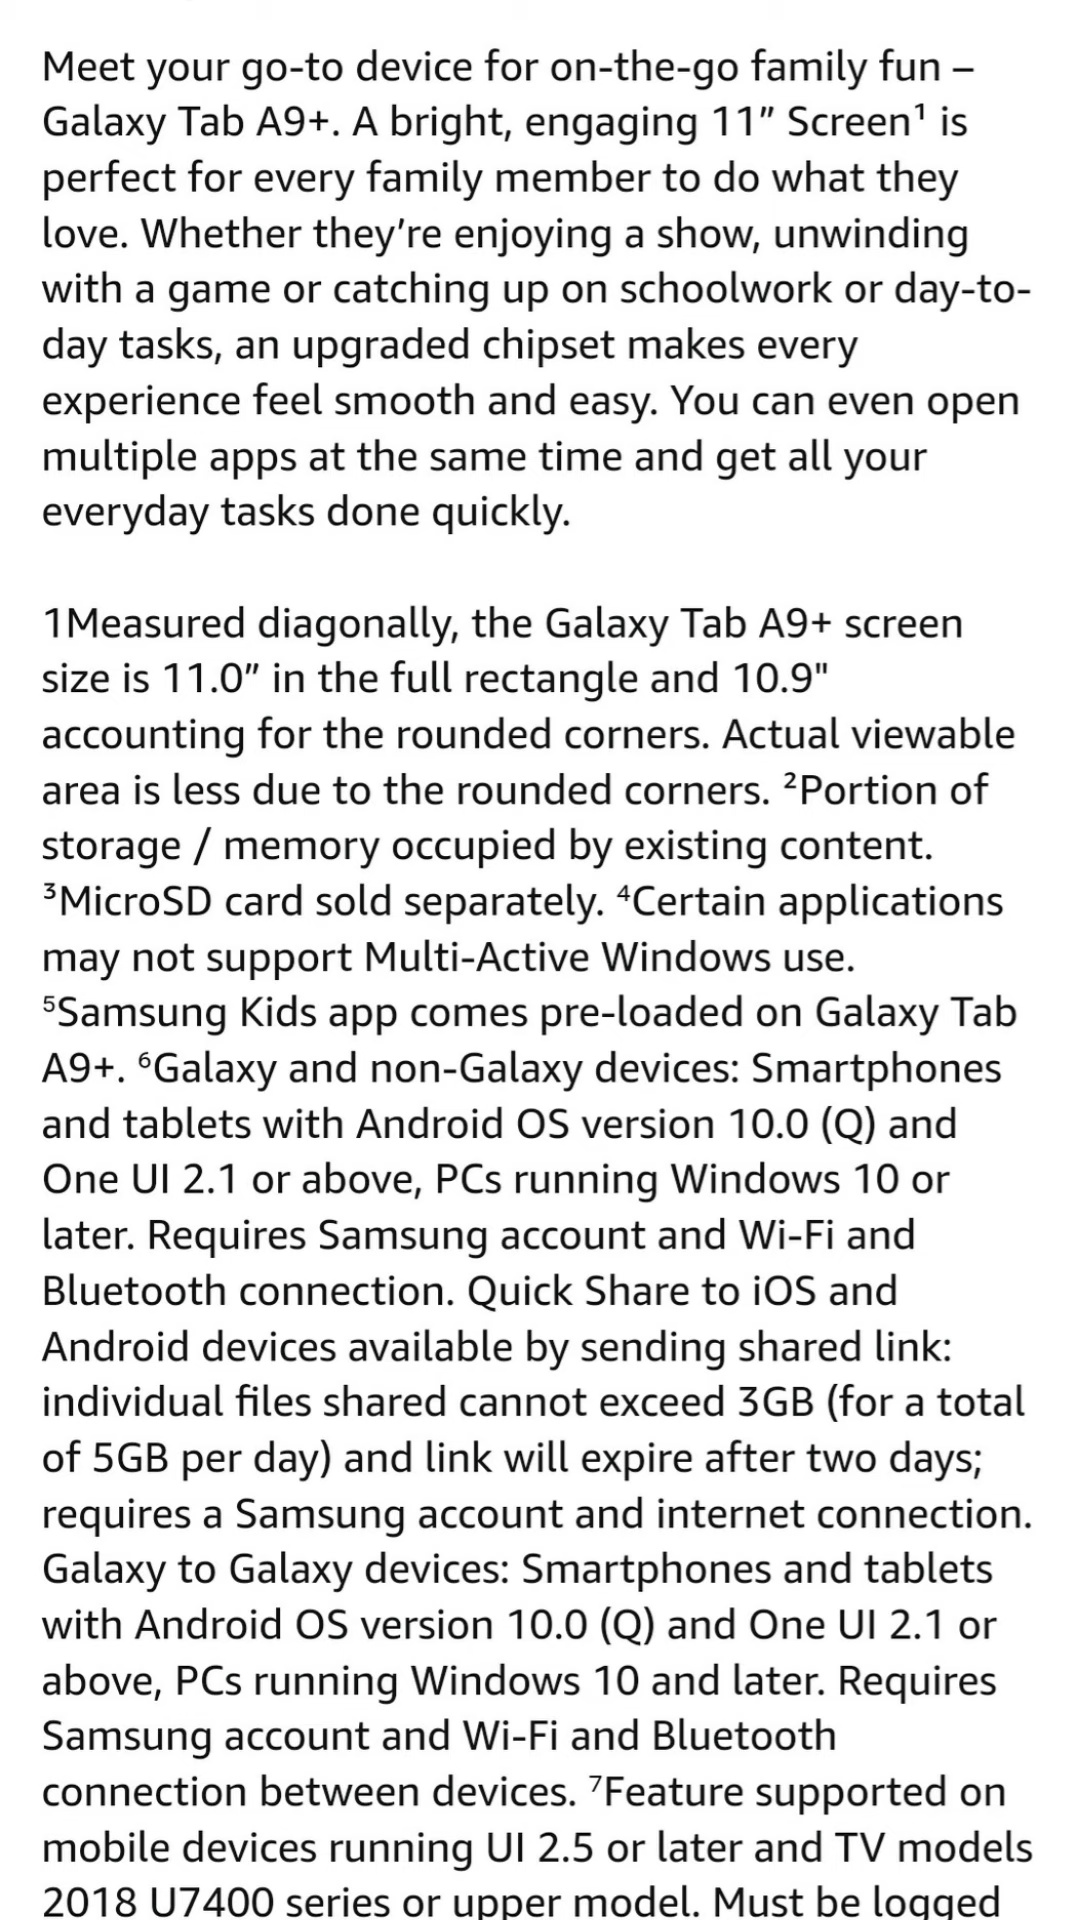 Meet your go-to device for on-the-go family fun –
Galaxy Tab A9+. A bright, engaging 11” Screen¹ is
perfect for every family member to do what they
love. Whether they’re enjoying a show, unwinding
with a game or catching up on schoolwork or day-to-
day tasks, an upgraded chipset makes every
experience feel smooth and easy. You can even open
multiple apps at the same time and get all your
everyday tasks done quickly.
1Measured diagonally, the Galaxy Tab A9+ screen
size is 11.0” in the full rectangle and 10.9"
accounting for the rounded corners. Actual viewable
area is less due to the rounded corners. ²Portion of
storage / memory occupied by existing content.
³MicroSD card sold separately. ⁴Certain applications
may not support Multi-Active Windows use.
⁵Samsung Kids app comes pre-loaded on Galaxy Tab
A9+. ⁶Galaxy and non-Galaxy devices: Smartphones
and tablets with Android OS version 10.0 (Q) and
One UI 2.1 or above, PCs running Windows 10 or
later. Requires Samsung account and Wi-Fi and
Bluetooth connection. Quick Share to iOS and
Android devices available by sending shared link:
individual files shared cannot exceed 3GB (for a total
of 5GB per day) and link will expire after two days;
requires a Samsung account and internet connection.
Galaxy to Galaxy devices: Smartphones and tablets
with Android OS version 10.0 (Q) and One UI 2.1 or
above, PCs running Windows 10 and later. Requires
Samsung account and Wi-Fi and Bluetooth
connection between devices. ⁷Feature supported on
mobile devices running UI 2.5 or later and TV models
2018 U7400 series or upper model. Must be logged